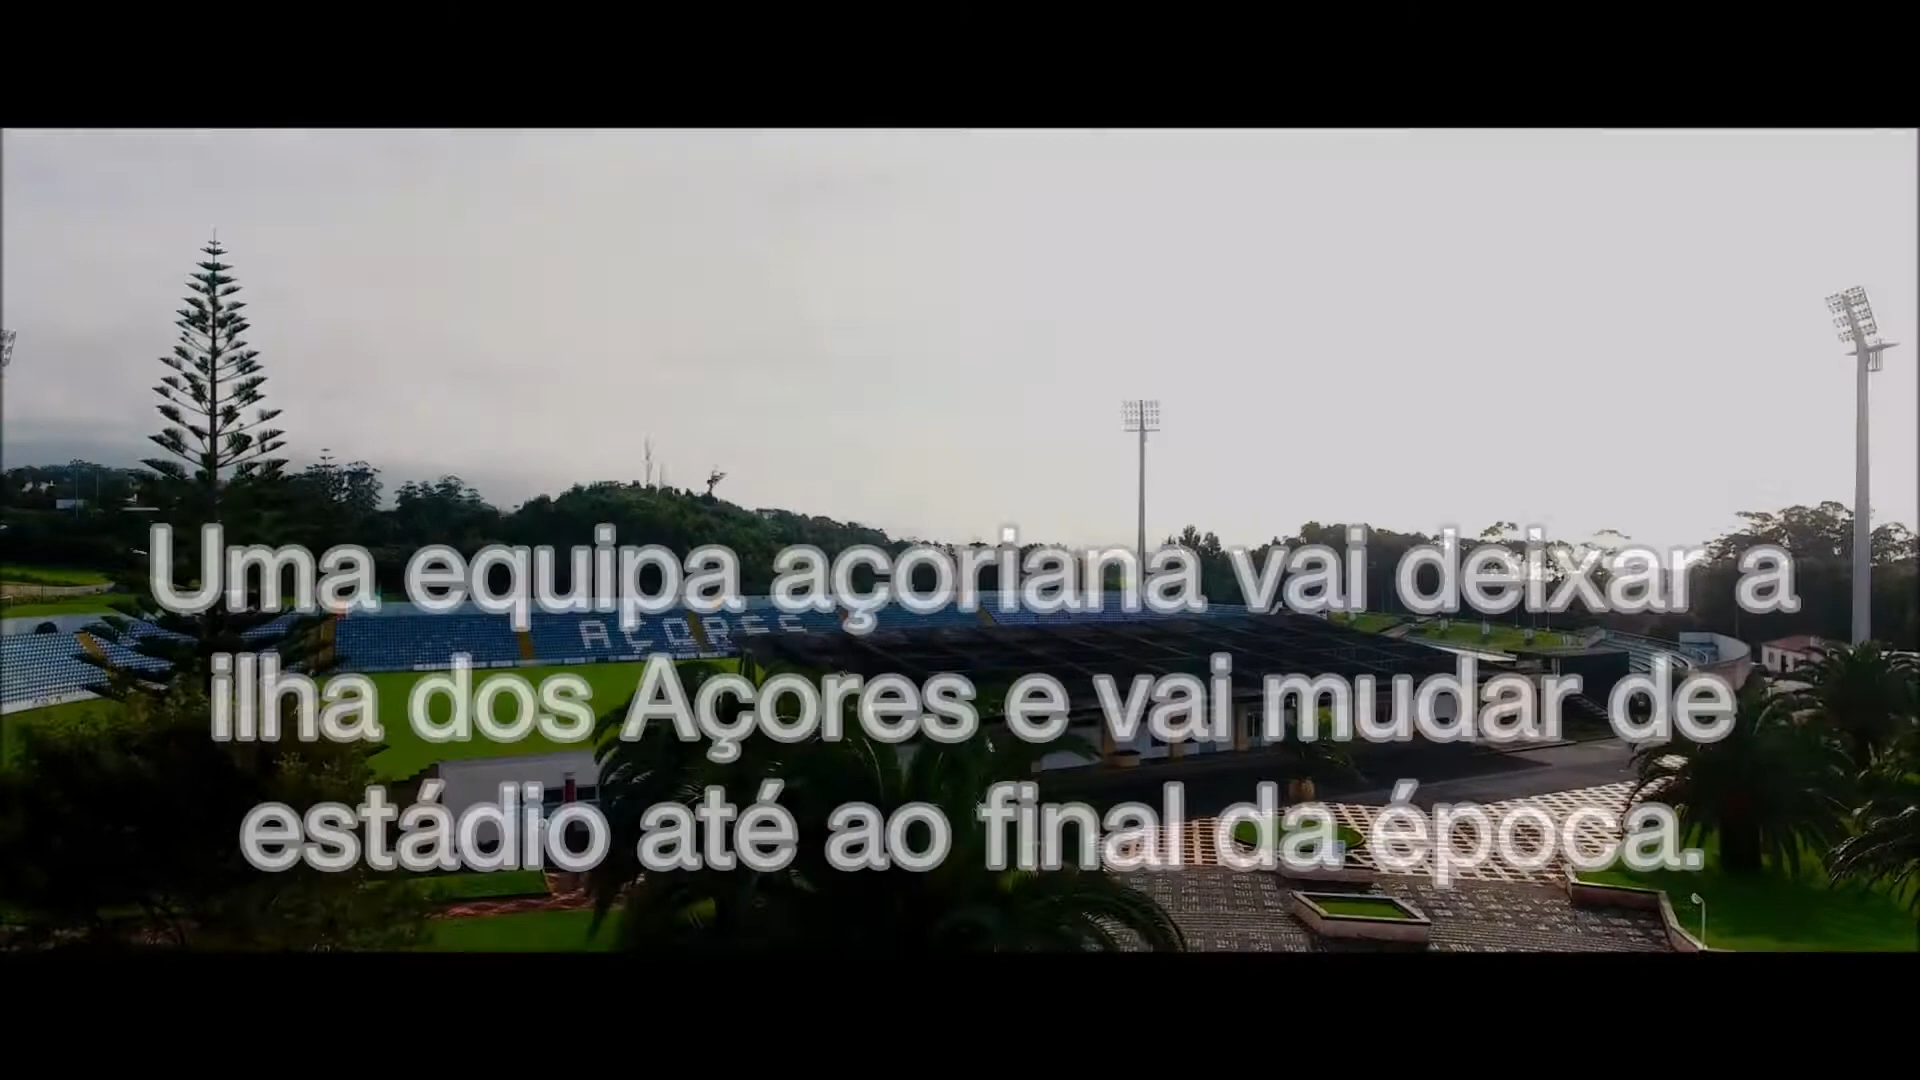 Uma equipa açoriana vai deixar a
ilha dos Açores e vai mudar de
estádio até ao final da época.
AÇORES